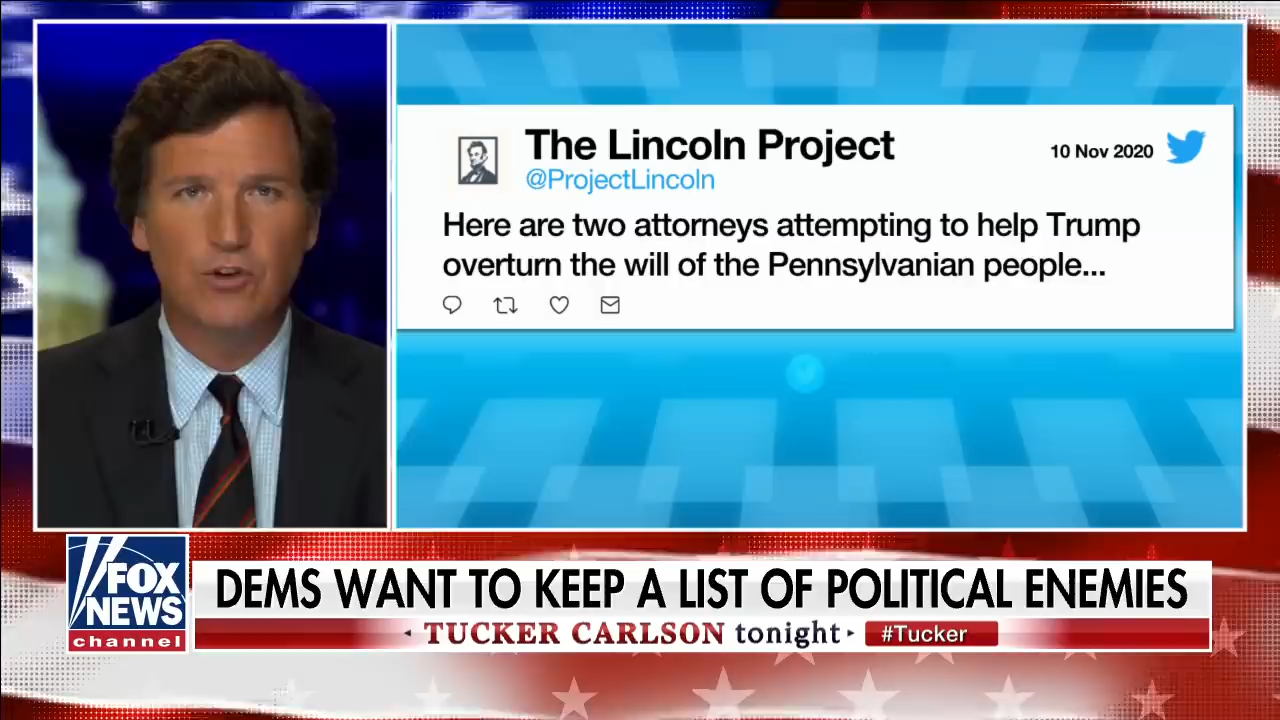 The Lincoln Project
@ProjectLincoln
10 Nov 2020
Here are two attorneys attempting to help Trump
overturn the will of the Pennsylvanian people...
FOX
NEWS
channel
DEMS WANT TO KEEP A LIST OF POLITICAL ENEMIES
TUCKER CARLSON tonight
#Tucker